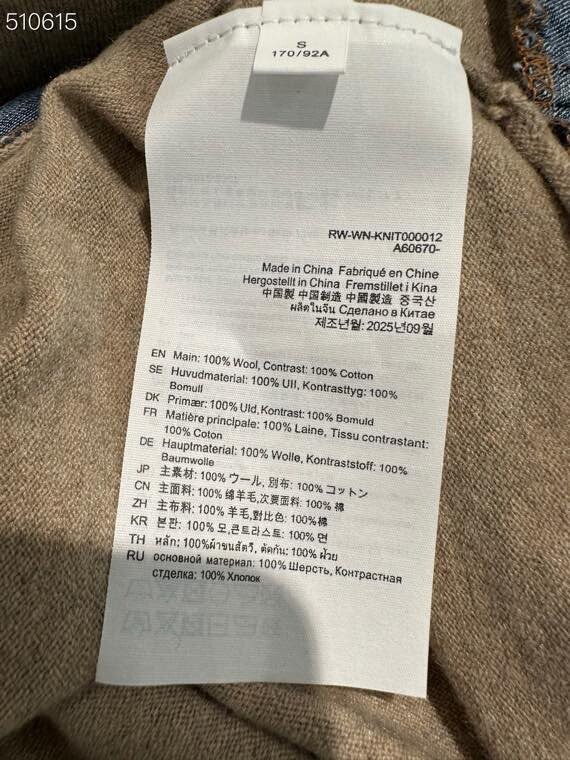 510615
S
170/92A
RW-WN-KNIT000012
A60670-
Made in China Fabriqué en Chine
Hergostellt in China Fremstillet i Kina
中国製 中国制造 中國製造 중국산
ผลิตในจีน Сделано в Китае
제조년월: 2025년09월
EN Main: 100% Wool, Contrast: 100% Cotton
SE Huvudmaterial: 100% Ull, Kontrasttyg: 100%
Bomull
DK Primær: 100% Uld, Kontrast: 100% Bomuld
FR Matière principale: 100% Laine, Tissu contrastant:
100% Coton
DE Hauptmaterial: 100% Wolle, Kontraststoff: 100%
Baumwolle
JP 主素材: 100% ウール, 別布: 100% コットン
CN 主面料: 100% 绵羊毛,次要面料: 100% 棉
ZH 主布料: 100% 羊毛,對比色: 100%棉
KR 본판: 100% 모,콘트라스트: 100% 면
TH หลัก: 100%ผ้าขนสัตว์, ตัดกัน: 100% ฝ้าย
RU основной материал: 100% Шерсть, Контрастная
отделка: 100% Хлопок